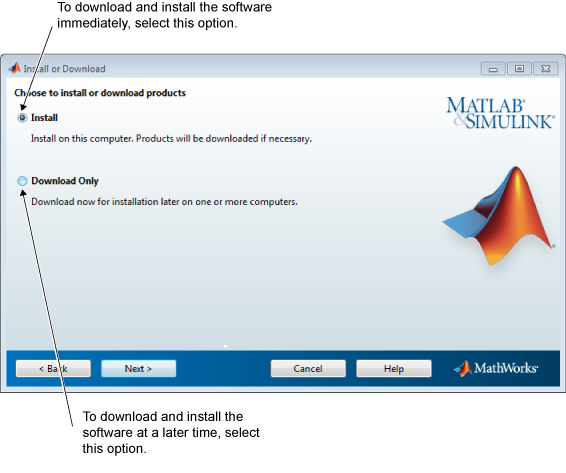 To download and install the software
immediately, select this option.
Install or Download
Choose to install or download products
MATLAB®
&SIMULINK®
Install
Install on this computer. Products will be downloaded if necessary.
Download Only
Download now for installation later on one or more computers.
< Back
Next >
Cancel
Help
MathWorks®
To download and install the
software at a later time, select
this option.